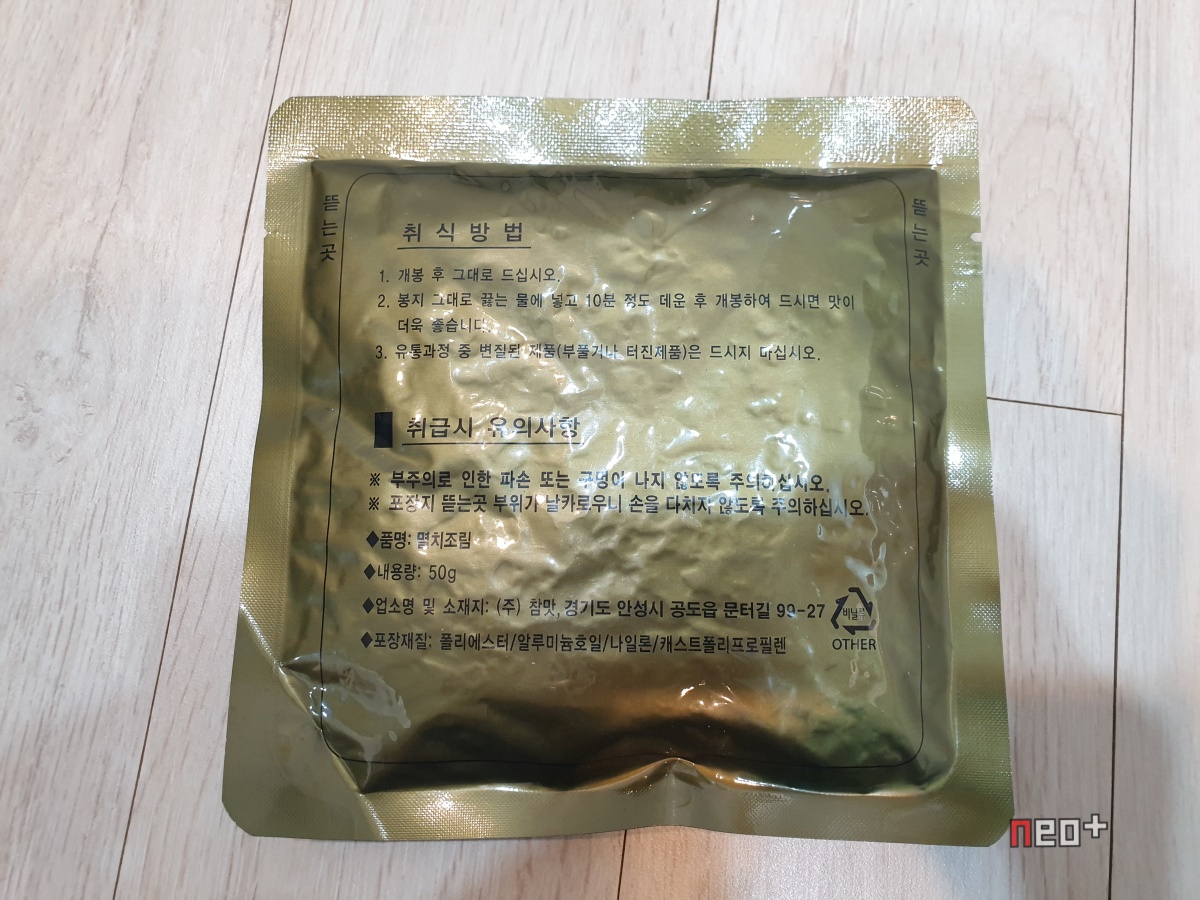 뜯는곳
뜯는곳
취 식 방 법
1. 개봉 후 그대로 드십시오.
2. 봉지 그대로 끓는 물에 넣고 10분 정도 데운 후 개봉하여 드시면 맛이
더욱 좋습니다.
3. 유통과정 중 변질된 제품(부풀거나 터진제품)은 드시지 마십시오.
취급시 유의사항
※ 부주의로 인한 파손 또는 구멍이 나지 않도록 주의하십시오.
※ 포장지 뜯는곳 부위가 날카로우니 손을 다치지 않도록 주의하십시오.
◆품명: 멸치조림
◆내용량: 50g
◆업소명 및 소재지: (주) 참맛, 경기도 안성시 공도읍 문터길 99-27
비닐류
OTHER
◆포장재질: 폴리에스터/알루미늄호일/나일론/캐스트폴리프로필렌
neo+